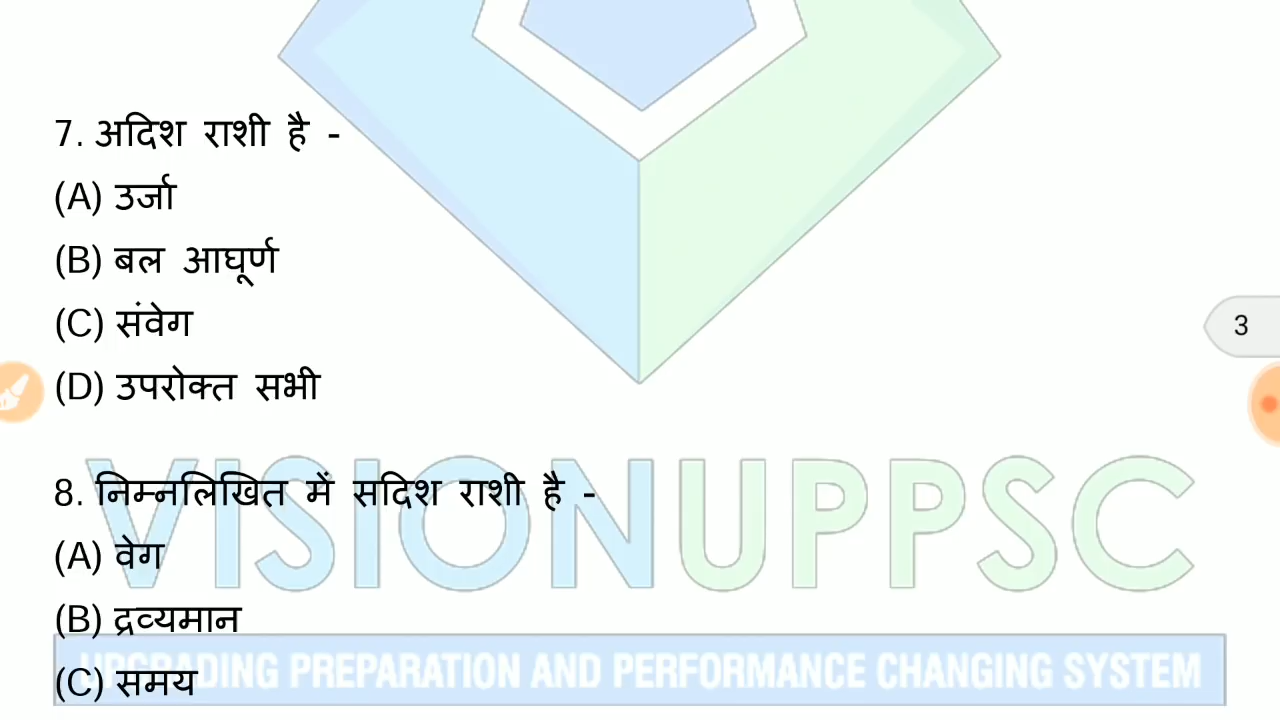 7. अदिश राशी है -
(A) उर्जा
(B) बल आघूर्ण
(C) संवेग
(D) उपरोक्त सभी
3
8. निम्नलिखित में सदिश राशी है -
VISIONUPPSC
(A) वेग
(B) द्रव्यमान
UPGRADING PREPARATION AND PERFORMANCE CHANGING SYSTEM
(C) समय